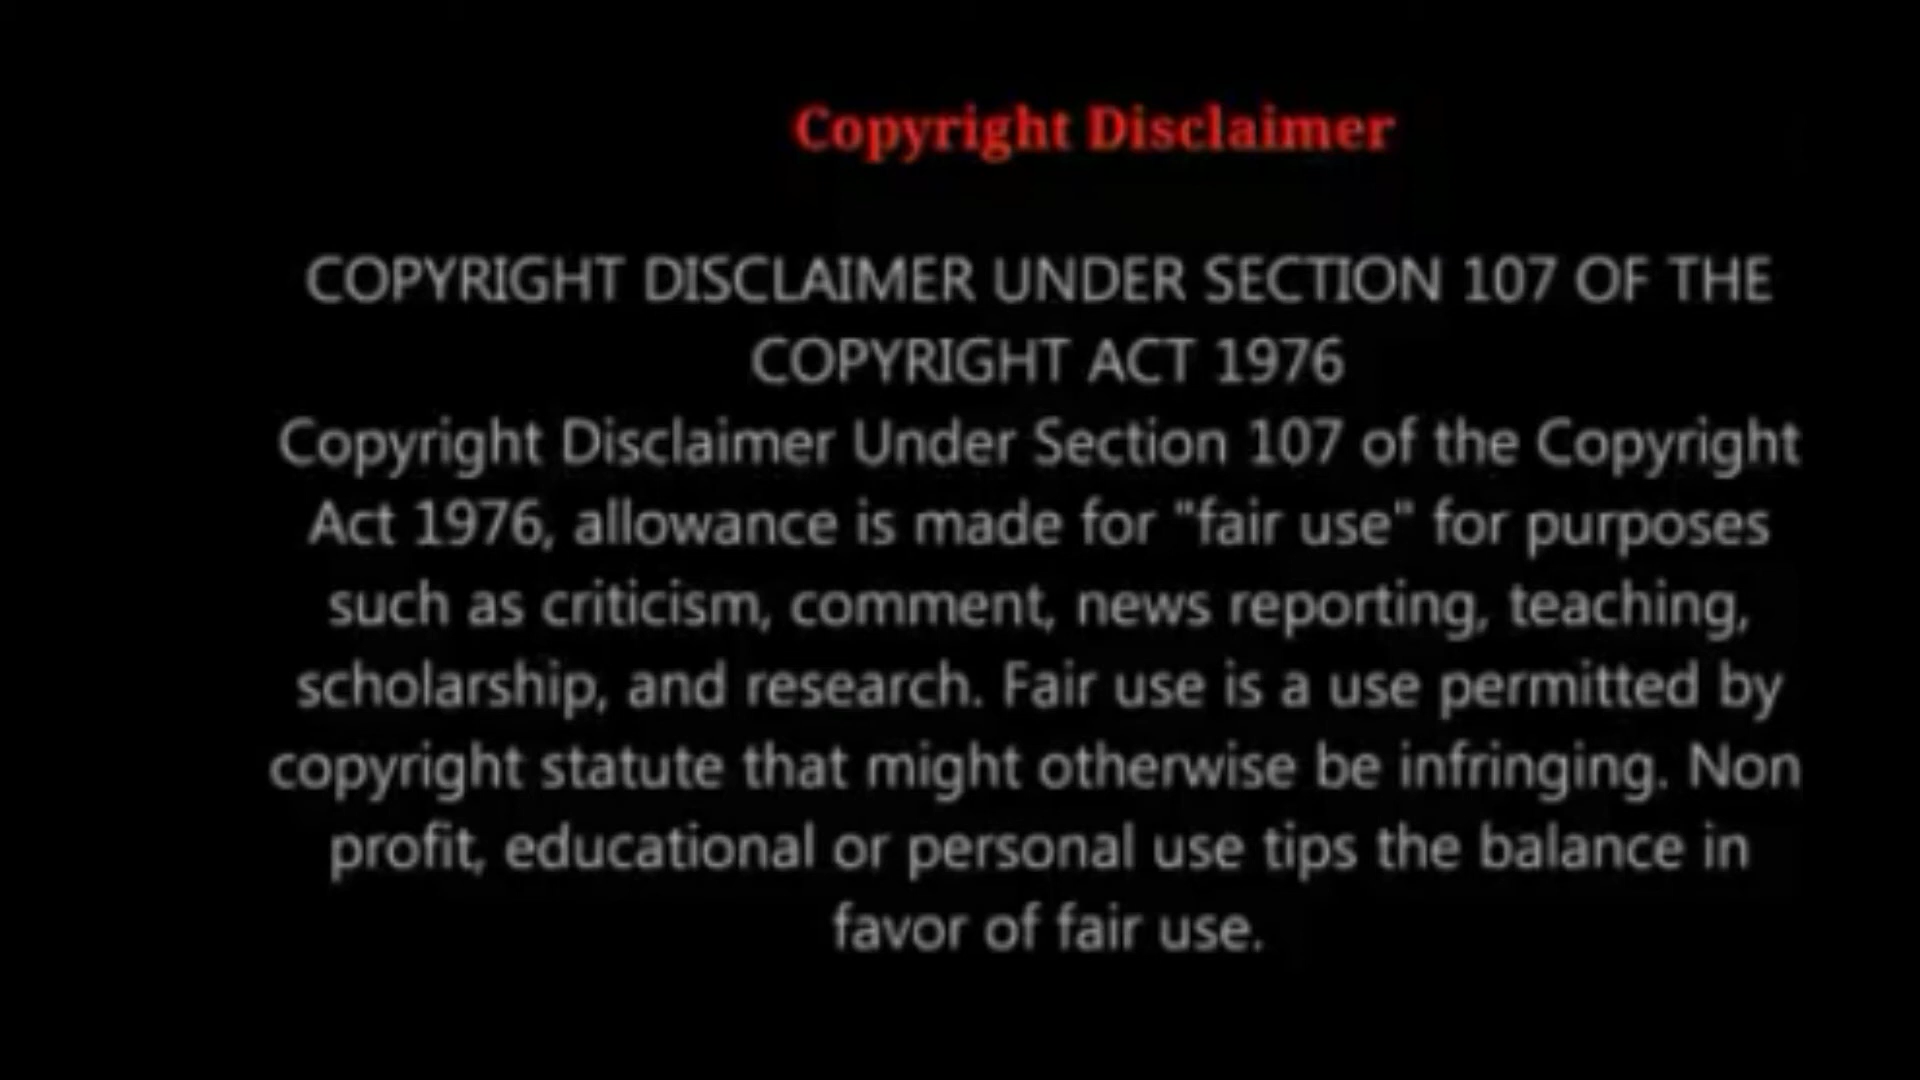 Copyright Disclaimer
COPYRIGHT DISCLAIMER UNDER SECTION 107 OF THE
COPYRIGHT ACT 1976
Copyright Disclaimer Under Section 107 of the Copyright
Act 1976, allowance is made for "fair use" for purposes
such as criticism, comment, news reporting, teaching,
scholarship, and research. Fair use is a use permitted by
copyright statute that might otherwise be infringing. Non
profit, educational or personal use tips the balance in
favor of fair use.